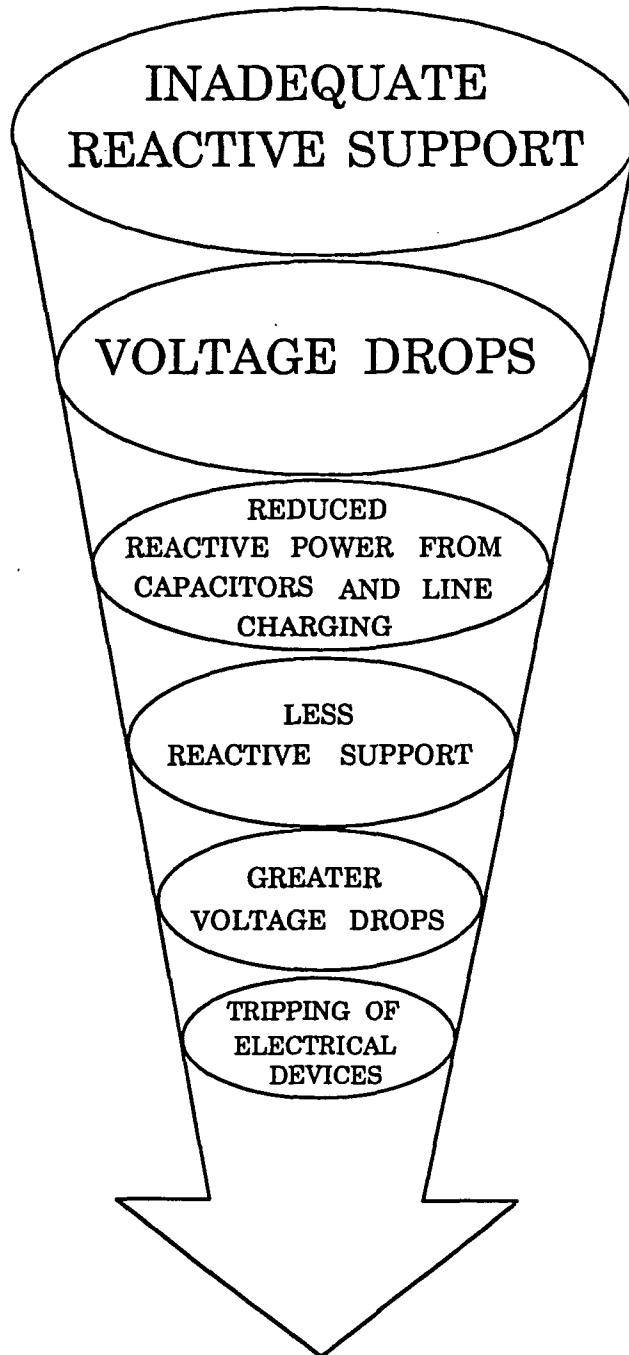 INADEQUATE
REACTIVE SUPPORT
VOLTAGE DROPS
REDUCED
REACTIVE POWER FROM
CAPACITORS AND LINE
CHARGING
LESS
REACTIVE SUPPORT
GREATER
VOLTAGE DROPS
TRIPPING OF
ELECTRICAL
DEVICES